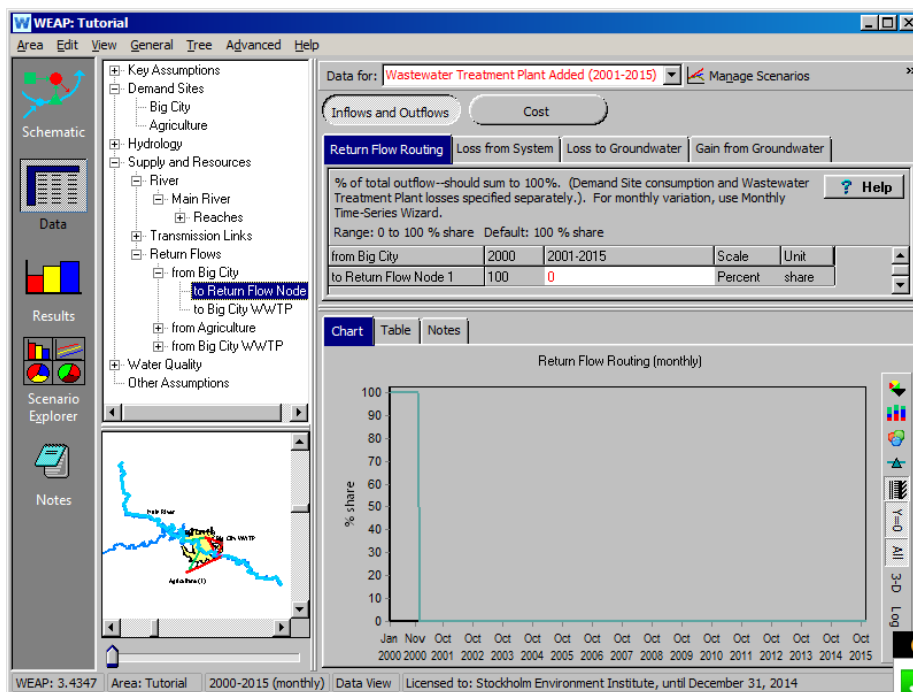 WEAP: Tutorial
Area Edit View General Tree Advanced Help
Schematic
Data
Results
Scenario
Explorer
Notes
Key Assumptions
Demand Sites
Big City
Agriculture
Hydrology
Supply and Resources
River
Main River
Reaches
Transmission Links
Return Flows
from Big City
to Return Flow Node
to Big City WWTP
from Agriculture
from Big City WWTP
Water Quality
Other Assumptions
Main River
Big City WWTP
Agriculture (1)
Data for: Wastewater Treatment Plant Added (2001-2015) Manage Scenarios »
Inflows and Outflows Cost
Return Flow Routing Loss from System Loss to Groundwater Gain from Groundwater
% of total outflow--should sum to 100%. (Demand Site consumption and Wastewater
Treatment Plant losses specified separately.). For monthly variation, use Monthly
Time-Series Wizard.
? Help
Range: 0 to 100 % share Default: 100 % share
from Big City 2000 2001-2015 Scale Unit
to Return Flow Node 1 100 0 Percent share
Chart Table Notes
Return Flow Routing (monthly)
% share
100
90
80
70
60
50
40
30
20
10
0
Jan Nov Oct Oct Oct Oct Oct Oct Oct Oct Oct Oct Oct Oct Oct Oct Oct
2000 2000 2001 2002 2003 2004 2005 2006 2007 2008 2009 2010 2011 2012 2013 2014 2015
Y=0
All
3-D
Log
WEAP: 3.4347 Area: Tutorial 2000-2015 (monthly) Data View Licensed to: Stockholm Environment Institute, until December 31, 2014